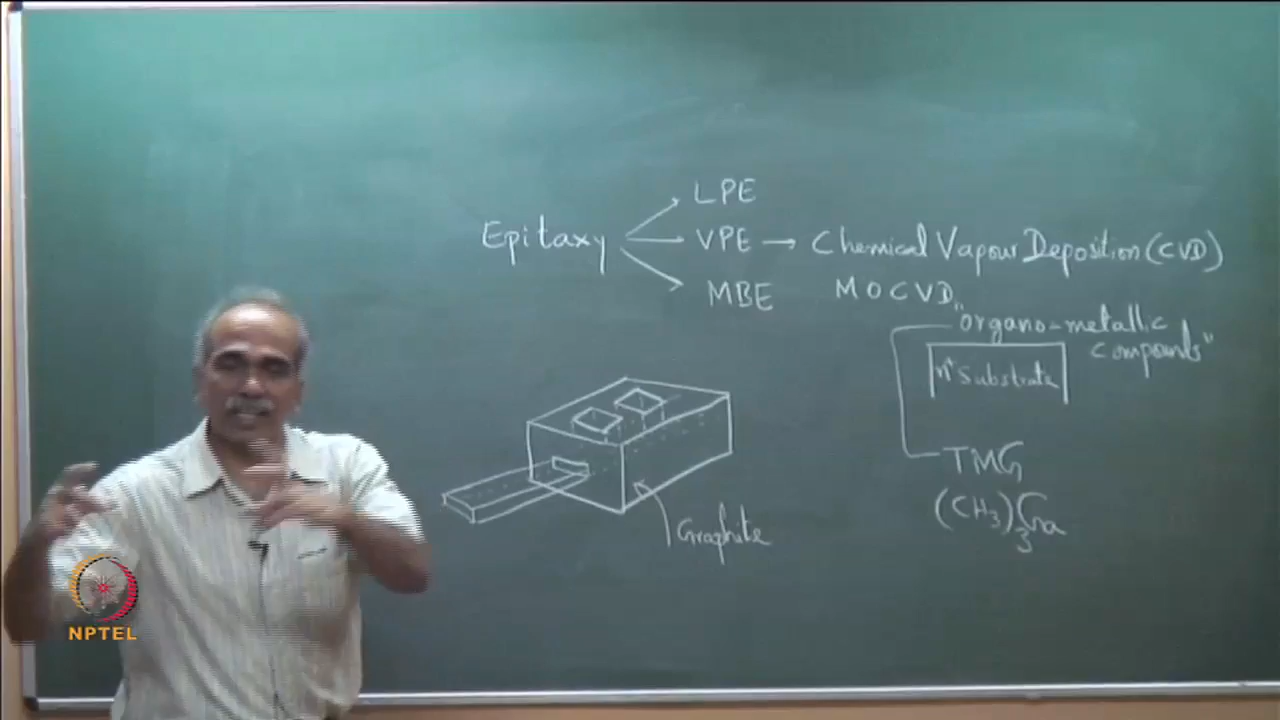 LPE
Epitaxy VPE → Chemical Vapour Deposition (CVD)
MBE MOCVD
"organo-metallic
compounds"
n+ Substrate
TMG
(CH3)3Ga
Graphite
NPTEL